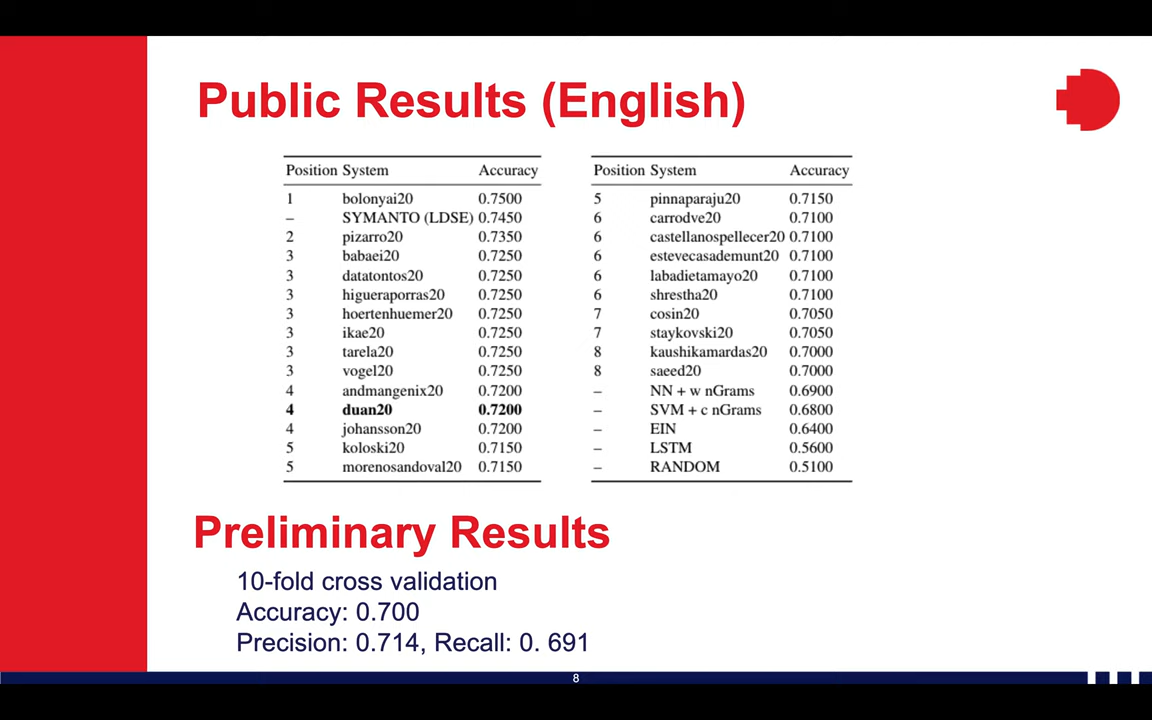 Public Results (English)
Position System Accuracy
1 bolonyai20 0.7500
– SYMANTO (LDSE) 0.7450
2 pizarro20 0.7350
3 babaei20 0.7250
3 datatontos20 0.7250
3 higueraporras20 0.7250
3 hoertenhuemer20 0.7250
3 ikae20 0.7250
3 tarela20 0.7250
3 vogel20 0.7250
4 andmangenix20 0.7200
4 duan20 0.7200
4 johansson20 0.7200
5 koloski20 0.7150
5 morenosandoval20 0.7150
Position System Accuracy
5 pinnaparaju20 0.7150
6 carrodve20 0.7100
6 castellanospellecer20 0.7100
6 estevecasademunt20 0.7100
6 labadietamayo20 0.7100
6 shrestha20 0.7100
7 cosin20 0.7050
7 staykovski20 0.7050
8 kaushikamardas20 0.7000
8 saeed20 0.7000
– NN + w nGrams 0.6900
– SVM + c nGrams 0.6800
– EIN 0.6400
– LSTM 0.5600
– RANDOM 0.5100
Preliminary Results
10-fold cross validation
Accuracy: 0.700
Precision: 0.714, Recall: 0. 691
8